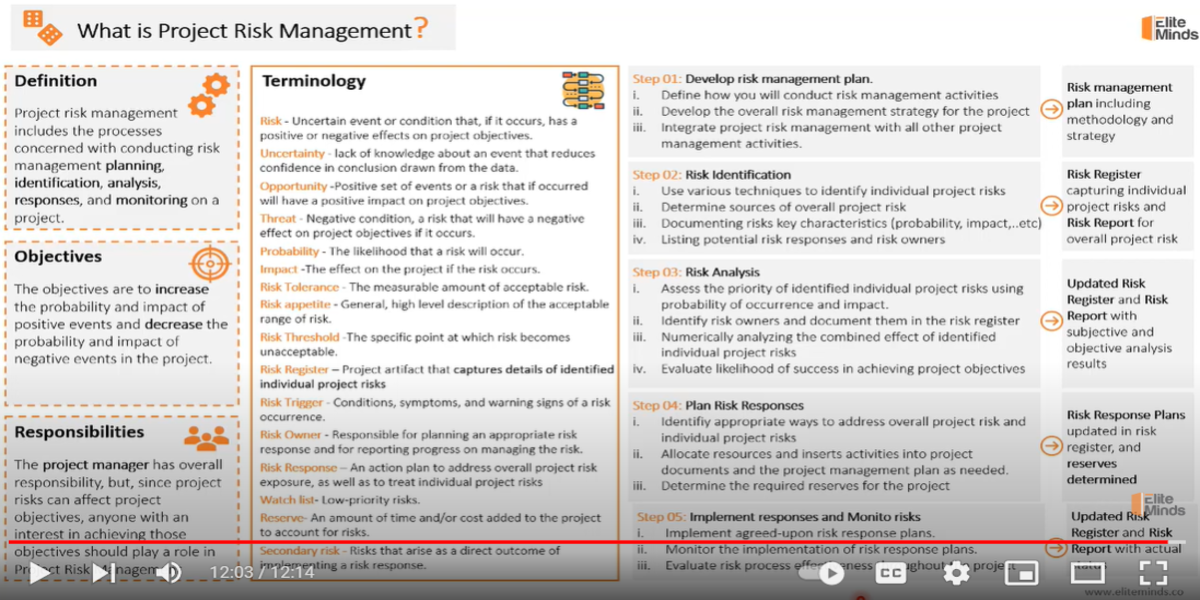 What is Project Risk Management?
Elite
Minds
Definition
Project risk management
includes the processes
concerned with conducting risk
management planning,
identification, analysis,
responses, and monitoring on a
project.
Objectives
The objectives are to increase
the probability and impact of
positive events and decrease the
probability and impact of
negative events in the project.
Responsibilities
The project manager has overall
responsibility, but, since project
risks can affect project
objectives, anyone with an
interest in achieving those
objectives should play a role in
Project Risk Management
Terminology
Risk - Uncertain event or condition that, if it occurs, has a
positive or negative effects on project objectives.
Uncertainty - lack of knowledge about an event that reduces
confidence in conclusion drawn from the data.
Opportunity -Positive set of events or a risk that if occurred
will have a positive impact on project objectives.
Threat - Negative condition, a risk that will have a negative
effect on project objectives if it occurs.
Probability - The likelihood that a risk will occur.
Impact -The effect on the project if the risk occurs.
Risk Tolerance - The measurable amount of acceptable risk.
Risk appetite - General, high level description of the acceptable
range of risk.
Risk Threshold -The specific point at which risk becomes
unacceptable.
Risk Register – Project artifact that captures details of identified
individual project risks
Risk Trigger - Conditions, symptoms, and warning signs of a risk
occurrence.
Risk Owner - Responsible for planning an appropriate risk
response and for reporting progress on managing the risk.
Risk Response – An action plan to address overall project risk
exposure, as well as to treat individual project risks
Watch list- Low-priority risks.
Reserve- An amount of time and/or cost added to the project
to account for risks.
Secondary risk - Risks that arise as a direct outcome of
implementing a risk response.
Step 01: Develop risk management plan.
i. Define how you will conduct risk management activities
ii. Develop the overall risk management strategy for the project
iii. Integrate project risk management with all other project
management activities.
Risk management
plan including
methodology and
strategy
Step 02: Risk Identification
i. Use various techniques to identify individual project risks
ii. Determine sources of overall project risk
iii. Documenting risks key characteristics (probability, impact,..etc)
iv. Listing potential risk responses and risk owners
Risk Register
capturing individual
project risks and
Risk Report for
overall project risk
Step 03: Risk Analysis
i. Assess the priority of identified individual project risks using
probability of occurrence and impact.
ii. Identify risk owners and document them in the risk register
iii. Numerically analyzing the combined effect of identified
individual project risks
iv. Evaluate likelihood of success in achieving project objectives
Updated Risk
Register and Risk
Report with
subjective and
objective analysis
results
Step 04: Plan Risk Responses
i. Identifiy appropriate ways to address overall project risk and
individual project risks
ii. Allocate resources and inserts activities into project
documents and the project management plan as needed.
iii. Determine the required reserves for the project
Risk Response Plans
updated in risk
register, and
reserves
determined
Elite
Minds
Step 05: Implement responses and Monito risks
i. Implement agreed-upon risk response plans.
ii. Monitor the implementation of risk response plans.
iii. Evaluate risk process effectiveness throughout the project
Updated Risk
Register and Risk
Report with actual
status
12:03 / 12:14
CC
www.eliteminds.co